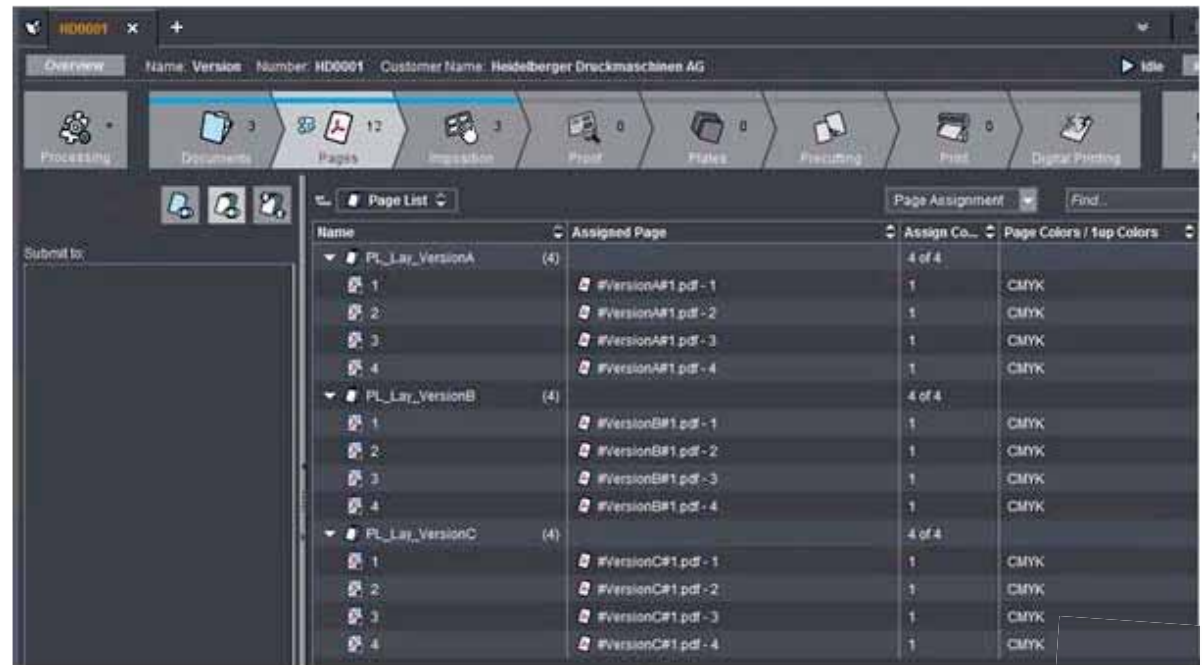 HD0001 × +
Overview Name: Version Number: HD0001 Customer Name: Heidelberger Druckmaschinen AG Idle
3 12 3 0 0 0
Processing Documents Pages Imposition Proof Plates Precutting Print Digital Printing
Page List Page Assignment Find...
Name Assigned Page Assign Co... Page Colors / 1up Colors
Submit to:
PL_Lay_VersionA (4) 4 of 4
1 #VersionA#1.pdf - 1 1 CMYK
2 #VersionA#1.pdf - 2 1 CMYK
3 #VersionA#1.pdf - 3 1 CMYK
4 #VersionA#1.pdf - 4 1 CMYK
PL_Lay_VersionB (4) 4 of 4
1 #VersionB#1.pdf - 1 1 CMYK
2 #VersionB#1.pdf - 2 1 CMYK
3 #VersionB#1.pdf - 3 1 CMYK
4 #VersionB#1.pdf - 4 1 CMYK
PL_Lay_VersionC (4) 4 of 4
1 #VersionC#1.pdf - 1 1 CMYK
2 #VersionC#1.pdf - 2 1 CMYK
3 #VersionC#1.pdf - 3 1 CMYK
4 #VersionC#1.pdf - 4 1 CMYK